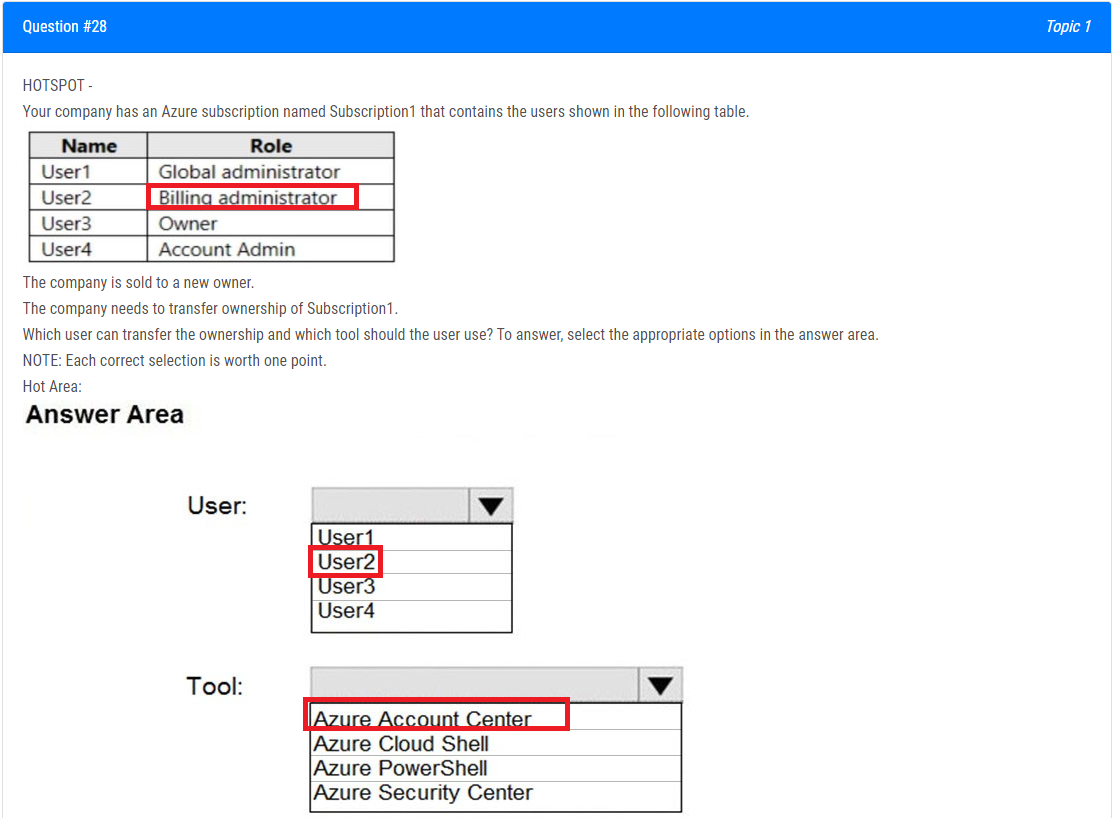 Question #28 Topic 1
HOTSPOT -
Your company has an Azure subscription named Subscription1 that contains the users shown in the following table.
Name Role
User1 Global administrator
User2 Billing administrator
User3 Owner
User4 Account Admin
The company is sold to a new owner.
The company needs to transfer ownership of Subscription1.
Which user can transfer the ownership and which tool should the user use? To answer, select the appropriate options in the answer area.
NOTE: Each correct selection is worth one point.
Hot Area:
Answer Area
User:
User1
User2
User3
User4
Tool:
Azure Account Center
Azure Cloud Shell
Azure PowerShell
Azure Security Center